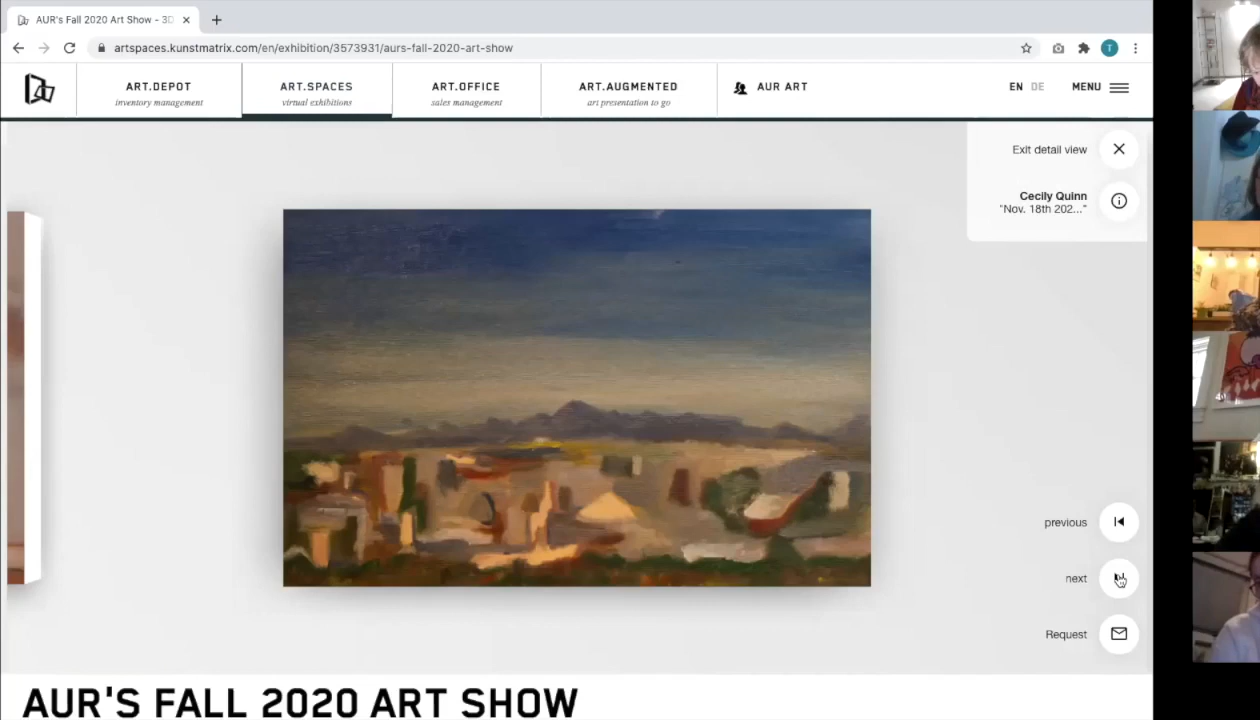 AUR's Fall 2020 Art Show - 3D
artspaces.kunstmatrix.com/en/exhibition/3573931/aurs-fall-2020-art-show
T
ART.DEPOT
inventory management
ART.SPACES
virtual exhibitions
ART.OFFICE
sales management
ART.AUGMENTED
art presentation to go
AUR ART
EN DE
MENU
Exit detail view
Cecily Quinn
"Nov. 18th 202..."
previous
next
Request
AUR'S FALL 2020 ART SHOW